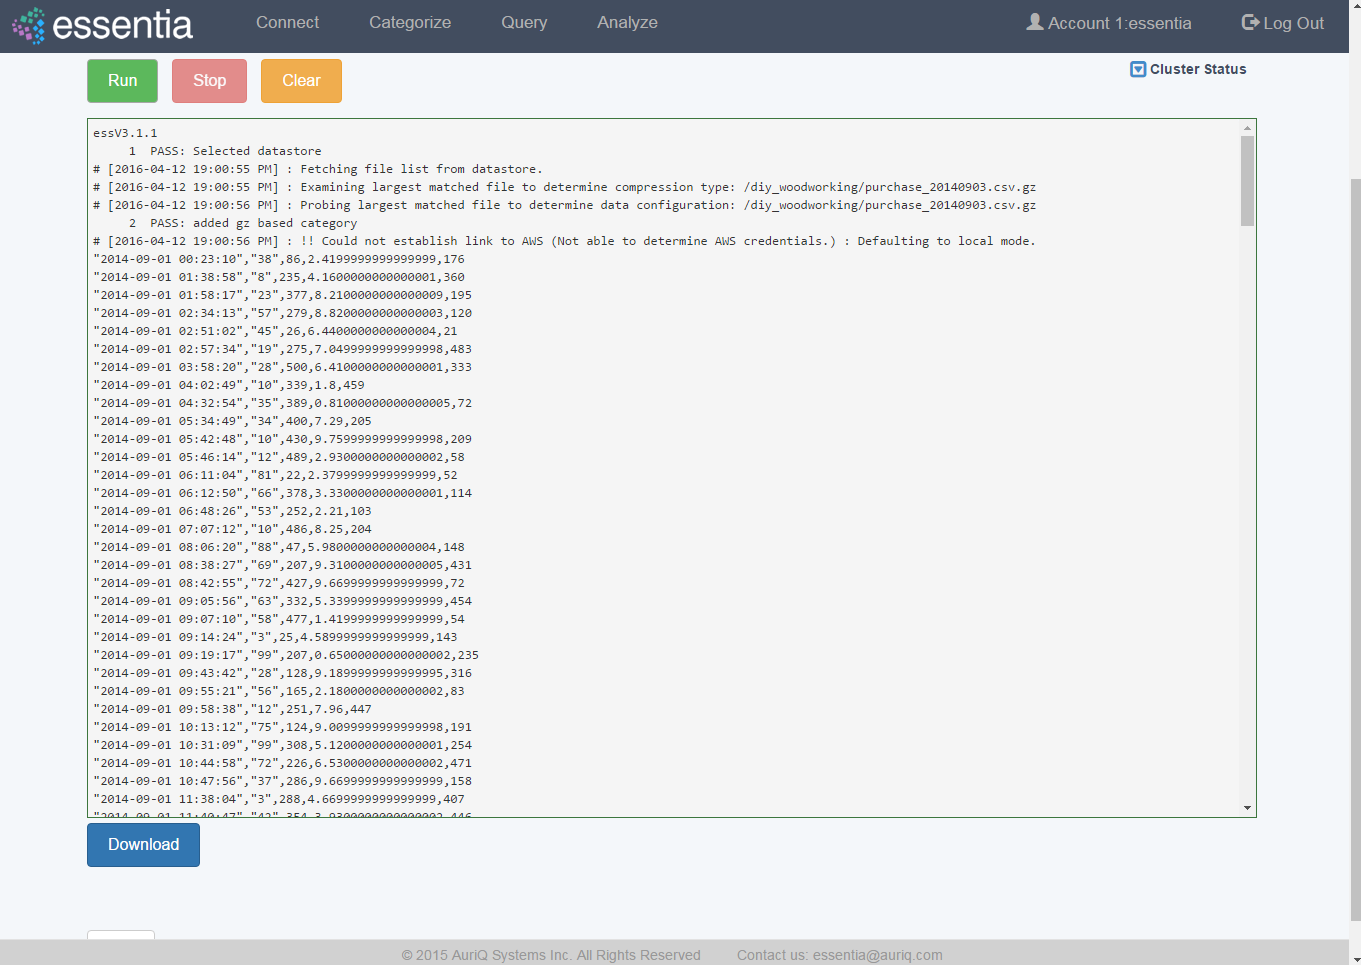 essentia Connect Categorize Query Analyze Account 1:essentia Log Out
Run Stop Clear Cluster Status
essV3.1.1
1 PASS: Selected datastore
# [2016-04-12 19:00:55 PM] : Fetching file list from datastore.
# [2016-04-12 19:00:55 PM] : Examining largest matched file to determine compression type: /diy_woodworking/purchase_20140903.csv.gz
# [2016-04-12 19:00:56 PM] : Probing largest matched file to determine data configuration: /diy_woodworking/purchase_20140903.csv.gz
2 PASS: added gz based category
# [2016-04-12 19:00:56 PM] : !! Could not establish link to AWS (Not able to determine AWS credentials.) : Defaulting to local mode.
"2014-09-01 00:23:10","38",86,2.4199999999999999,176
"2014-09-01 01:38:58","8",235,4.1600000000000001,360
"2014-09-01 01:58:17","23",377,8.2100000000000009,195
"2014-09-01 02:34:13","57",279,8.8200000000000003,120
"2014-09-01 02:51:02","45",26,6.4400000000000004,21
"2014-09-01 02:57:34","19",275,7.0499999999999998,483
"2014-09-01 03:58:20","28",500,6.4100000000000001,333
"2014-09-01 04:02:49","10",339,1.8,459
"2014-09-01 04:32:54","35",389,0.81000000000000005,72
"2014-09-01 05:34:49","34",400,7.29,205
"2014-09-01 05:42:48","10",430,9.7599999999999998,209
"2014-09-01 05:46:14","12",489,2.9300000000000002,58
"2014-09-01 06:11:04","81",22,2.3799999999999999,52
"2014-09-01 06:12:50","66",378,3.3300000000000001,114
"2014-09-01 06:48:26","53",252,2.21,103
"2014-09-01 07:07:12","10",486,8.25,204
"2014-09-01 08:06:20","88",47,5.9800000000000004,148
"2014-09-01 08:38:27","69",207,9.3100000000000005,431
"2014-09-01 08:42:55","72",427,9.6699999999999999,72
"2014-09-01 09:05:56","63",332,5.3399999999999999,454
"2014-09-01 09:07:10","58",477,1.4199999999999999,54
"2014-09-01 09:14:24","3",25,4.5899999999999999,143
"2014-09-01 09:19:17","99",207,0.65000000000000002,235
"2014-09-01 09:43:42","28",128,9.1899999999999995,316
"2014-09-01 09:55:21","56",165,2.1800000000000002,83
"2014-09-01 09:58:38","12",251,7.96,447
"2014-09-01 10:13:12","75",124,9.0099999999999998,191
"2014-09-01 10:31:09","99",308,5.1200000000000001,254
"2014-09-01 10:44:58","72",226,6.5300000000000002,471
"2014-09-01 10:47:56","37",286,9.6699999999999999,158
"2014-09-01 11:38:04","3",288,4.6699999999999999,407
"2014-09-01 11:40:47","42",354,3.9300000000000002,446
Download
© 2015 AuriQ Systems Inc. All Rights Reserved Contact us: essentia@auriq.com